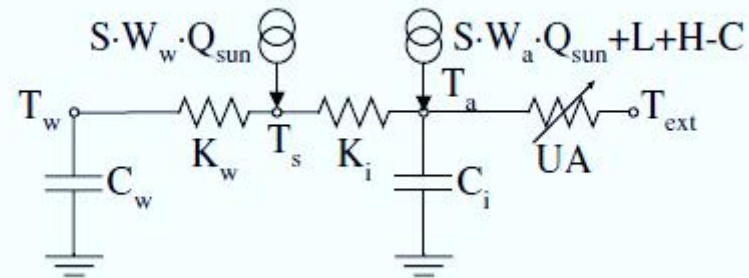 S·W_w·Q_sun
S·W_a·Q_sun+L+H-C
T_w
T_s
T_a
T_ext
K_w
K_i
UA
C_w
C_i